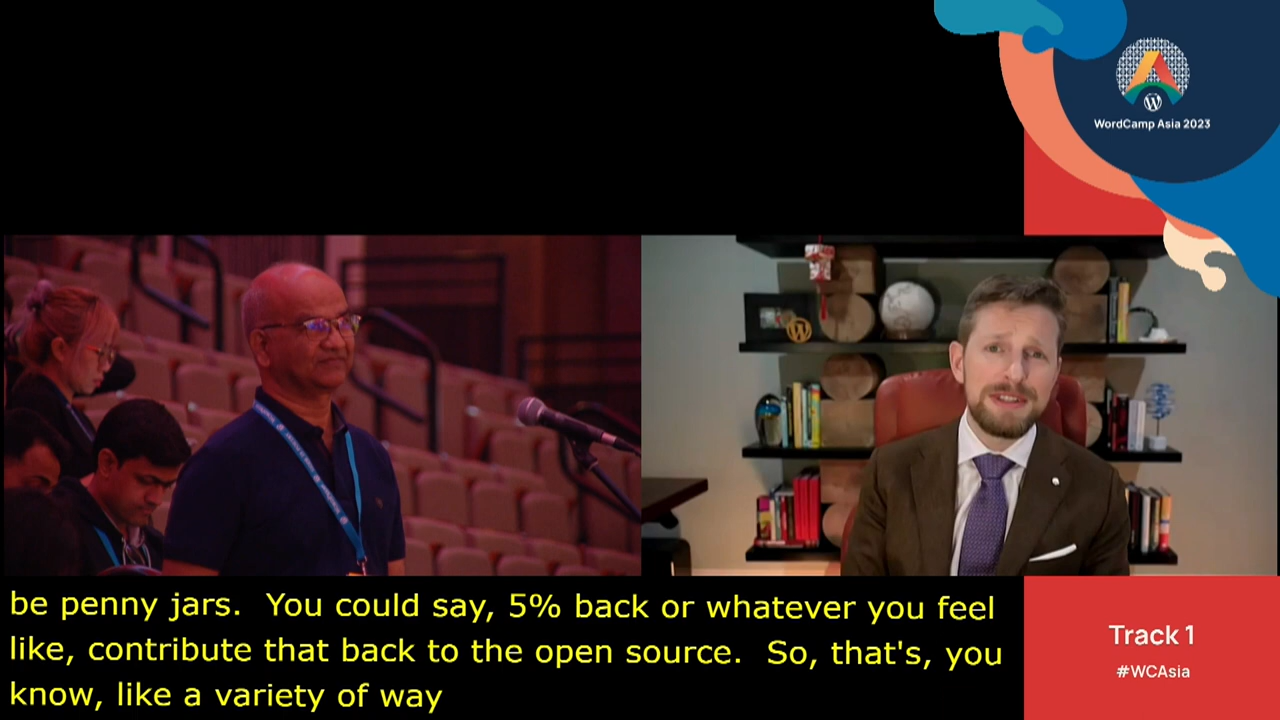 WordCamp Asia 2023
be penny jars.  You could say, 5% back or whatever you feel
like, contribute that back to the open source.  So, that's, you
know, like a variety of way
Track 1
#WCAsia